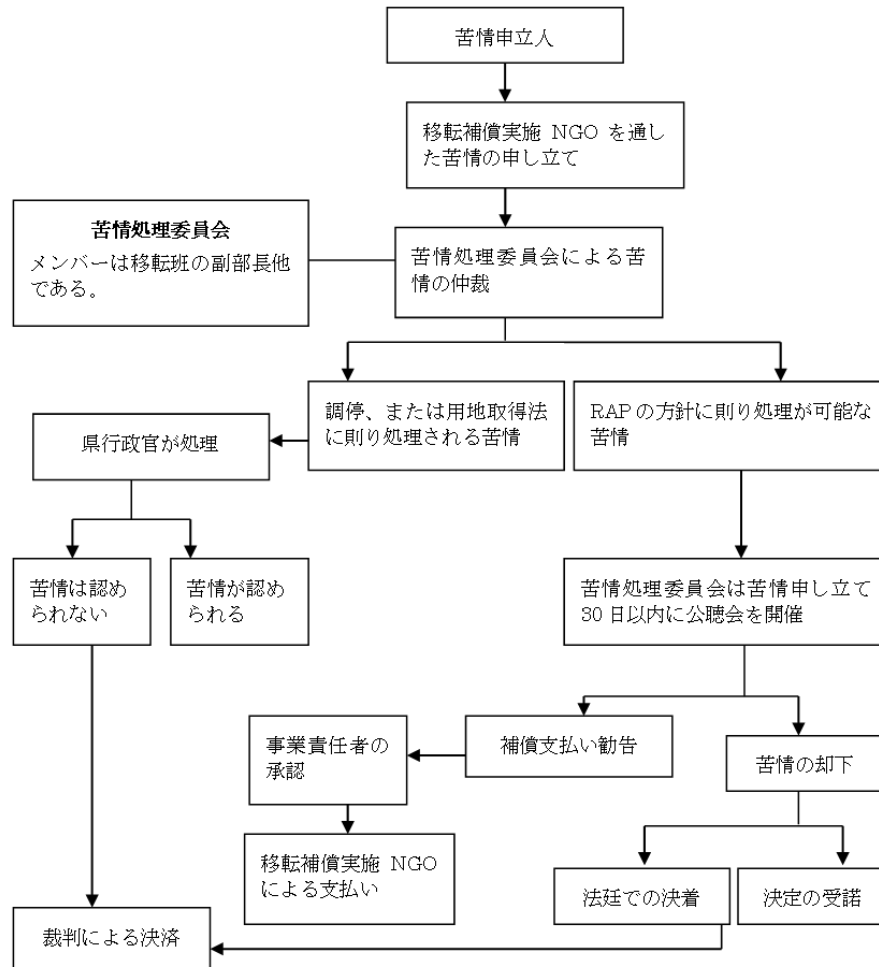 苦情申立人
移転補償実施 NGO を通し
た苦情の申し立て
苦情処理委員会
メンバーは移転班の副部長他
である。
苦情処理委員会による苦
情の仲裁
調停、または用地取得法
に則り処理される苦情
RAP の方針に則り処理が可能な
苦情
県行政官が処理
苦情は認め
られない
苦情が認め
られる
苦情処理委員会は苦情申し立て
30 日以内に公聴会を開催
事業責任者の
承認
補償支払い勧告
苦情の却下
移転補償実施 NGO
による支払い
法廷での決着
決定の受諾
裁判による決済